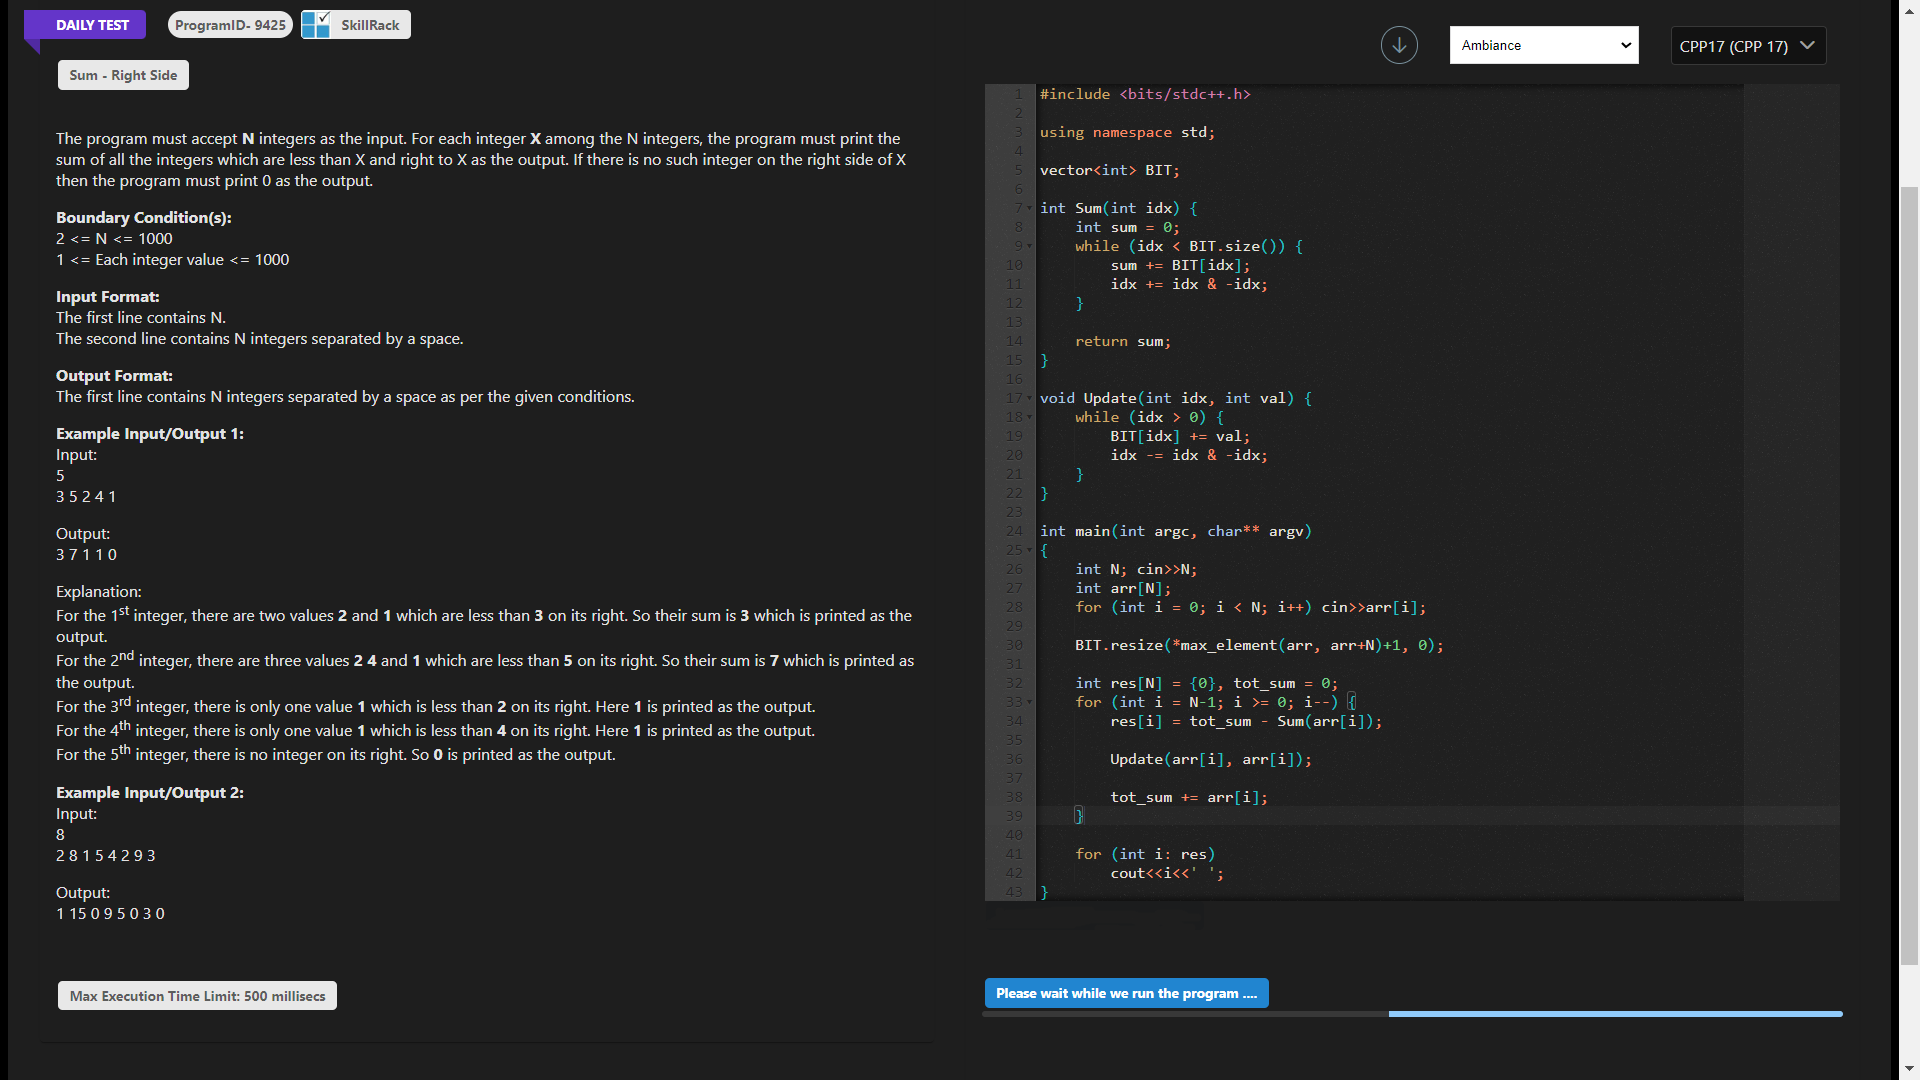 DAILY TEST
ProgramID- 9425
SkillRack
Ambiance
CPP17 (CPP 17)
Sum - Right Side
The program must accept N integers as the input. For each integer X among the N integers, the program must print the
sum of all the integers which are less than X and right to X as the output. If there is no such integer on the right side of X
then the program must print 0 as the output.
Boundary Condition(s):
2 <= N <= 1000
1 <= Each integer value <= 1000
Input Format:
The first line contains N.
The second line contains N integers separated by a space.
Output Format:
The first line contains N integers separated by a space as per the given conditions.
Example Input/Output 1:
Input:
5
3 5 2 4 1
Output:
3 7 1 1 0
Explanation:
For the 1st integer, there are two values 2 and 1 which are less than 3 on its right. So their sum is 3 which is printed as the
output.
For the 2nd integer, there are three values 2 4 and 1 which are less than 5 on its right. So their sum is 7 which is printed as
the output.
For the 3rd integer, there is only one value 1 which is less than 2 on its right. Here 1 is printed as the output.
For the 4th integer, there is only one value 1 which is less than 4 on its right. Here 1 is printed as the output.
For the 5th integer, there is no integer on its right. So 0 is printed as the output.
Example Input/Output 2:
Input:
8
2 8 1 5 4 2 9 3
Output:
1 15 0 9 5 0 3 0
Max Execution Time Limit: 500 millisecs
1 #include <bits/stdc++.h>
2
3 using namespace std;
4
5 vector<int> BIT;
6
7 int Sum(int idx) {
8     int sum = 0;
9     while (idx < BIT.size()) {
10         sum += BIT[idx];
11         idx += idx & -idx;
12     }
13
14     return sum;
15 }
16
17 void Update(int idx, int val) {
18     while (idx > 0) {
19         BIT[idx] += val;
20         idx -= idx & -idx;
21     }
22 }
23
24 int main(int argc, char** argv)
25 {
26     int N; cin>>N;
27     int arr[N];
28     for (int i = 0; i < N; i++) cin>>arr[i];
29
30     BIT.resize(*max_element(arr, arr+N)+1, 0);
31
32     int res[N] = {0}, tot_sum = 0;
33     for (int i = N-1; i >= 0; i--) {
34         res[i] = tot_sum - Sum(arr[i]);
35
36         Update(arr[i], arr[i]);
37
38         tot_sum += arr[i];
39     }
40
41     for (int i: res)
42         cout<<i<<' ';
43 }
Please wait while we run the program ....